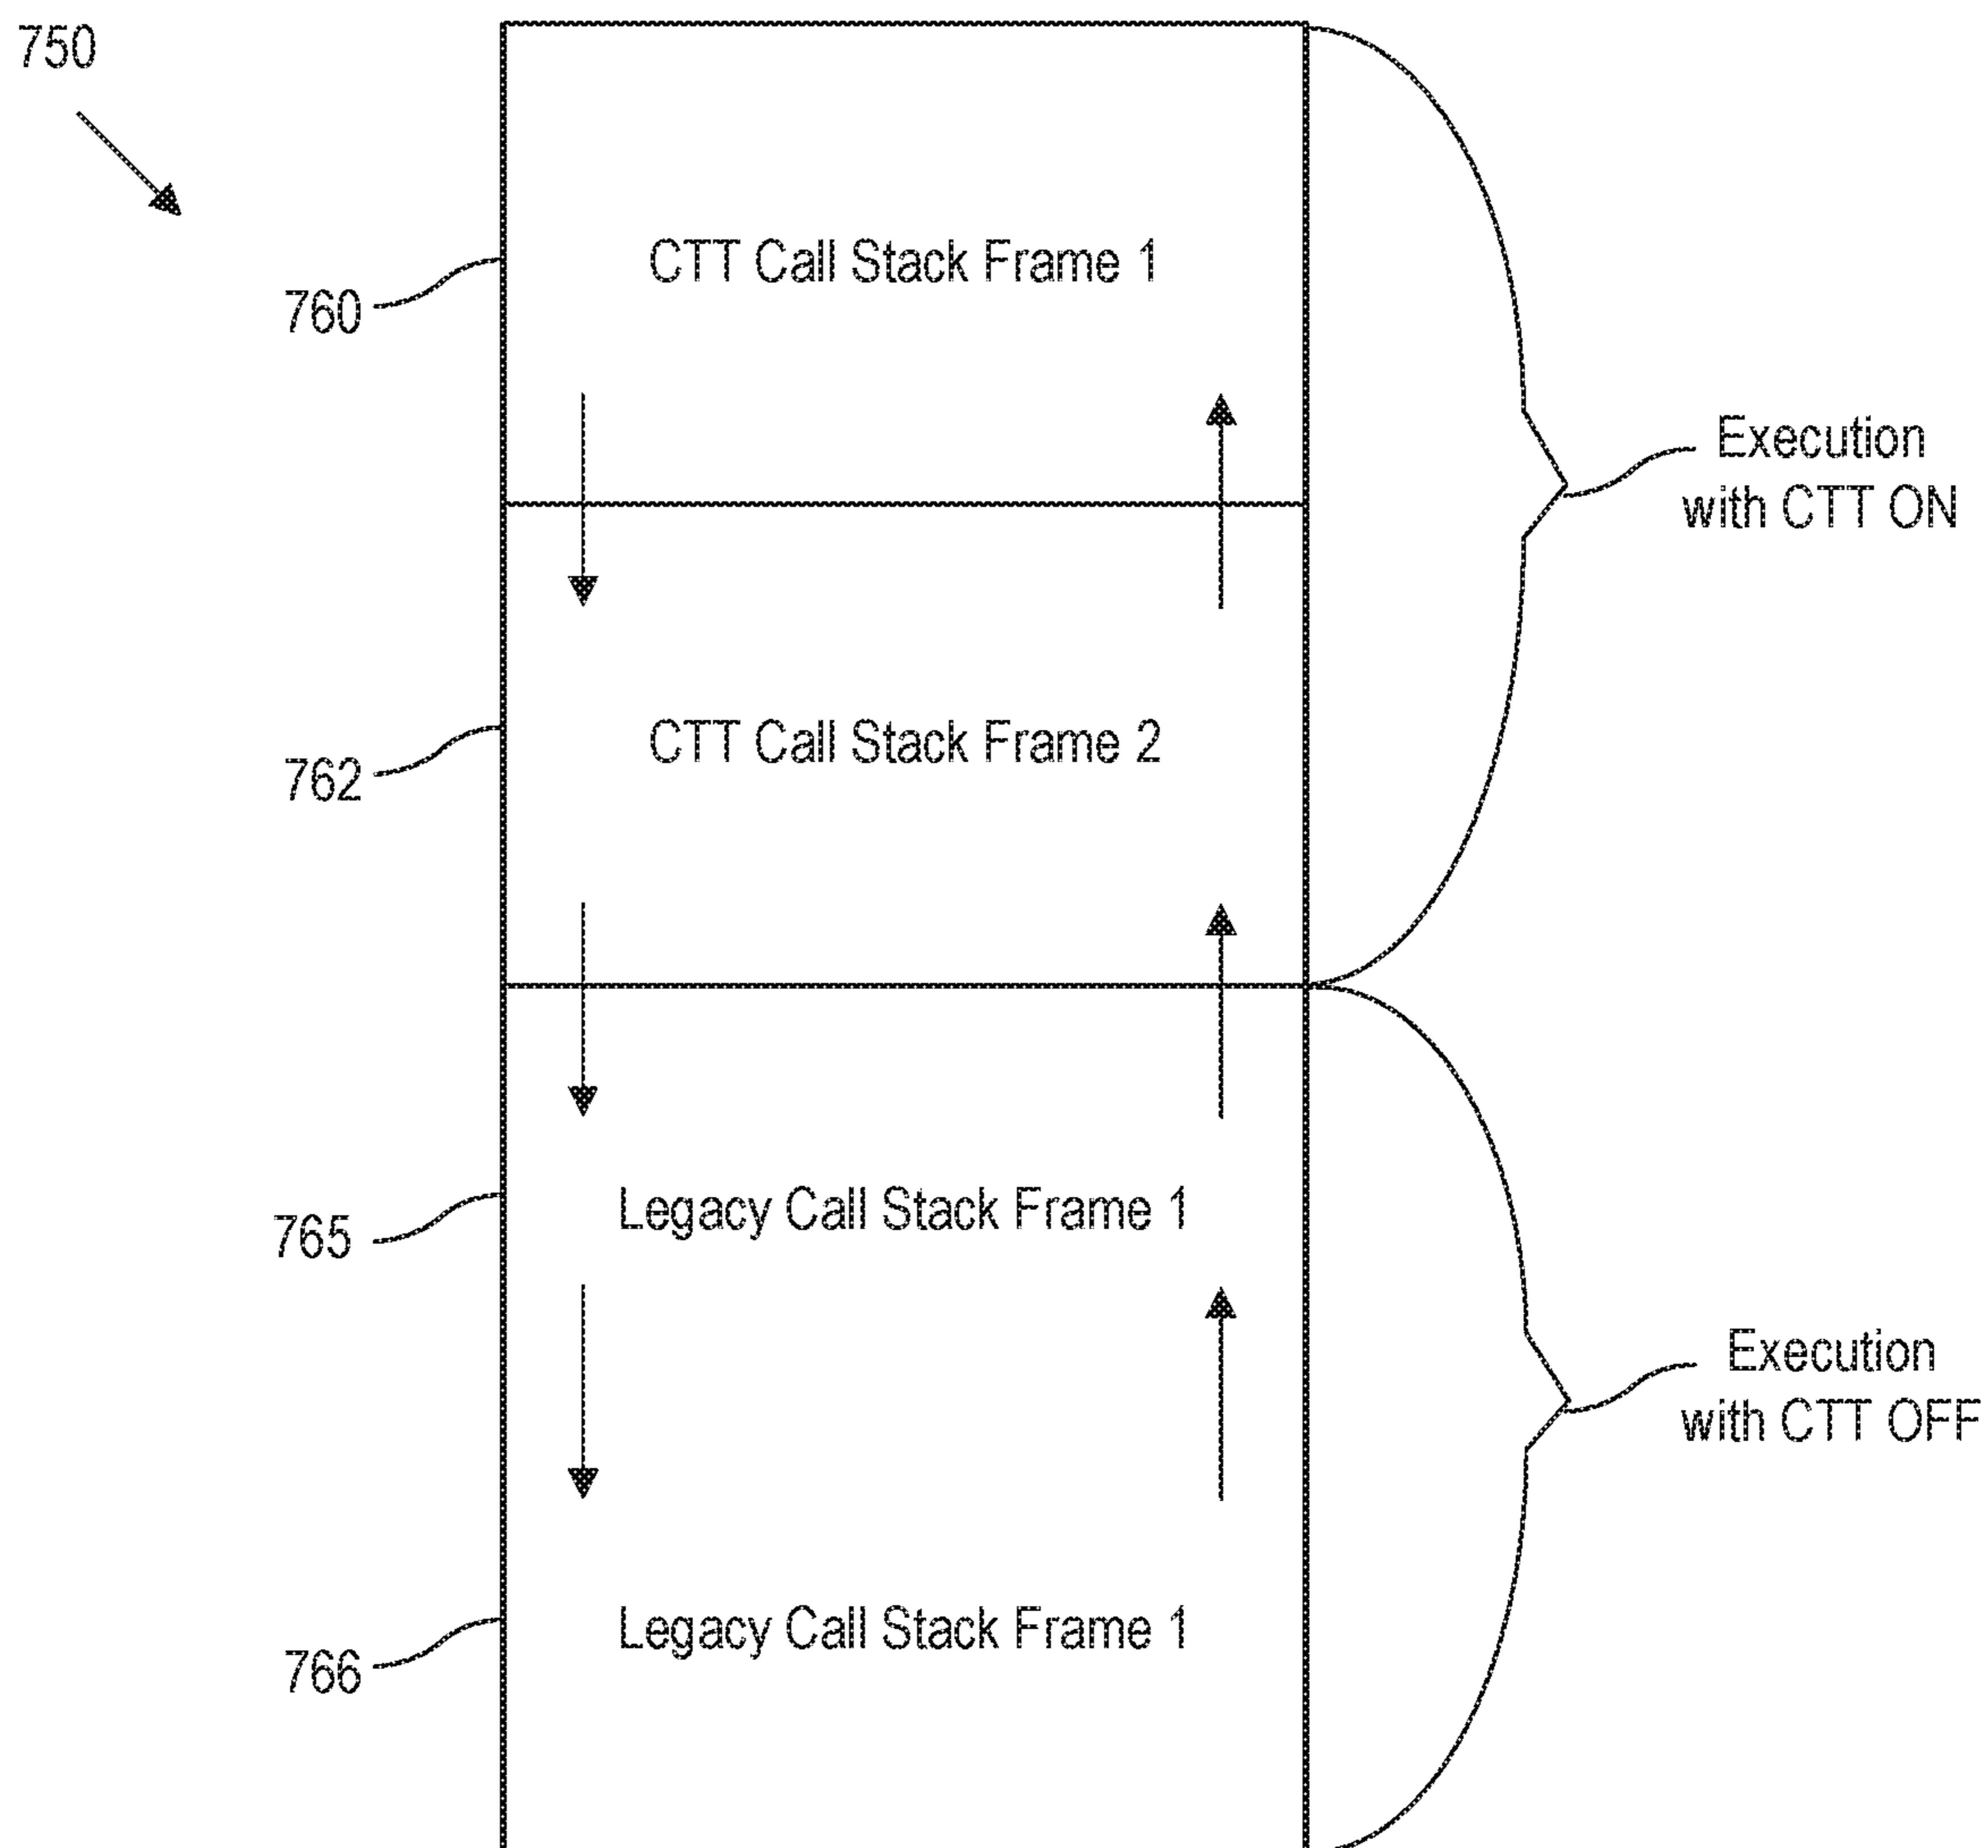 750
CTT Call Stack Frame 1
760
Execution
with CTT ON
CTT Call Stack Frame 2
762
Legacy Call Stack Frame 1
765
Execution
with CTT OFF
Legacy Call Stack Frame 1
766